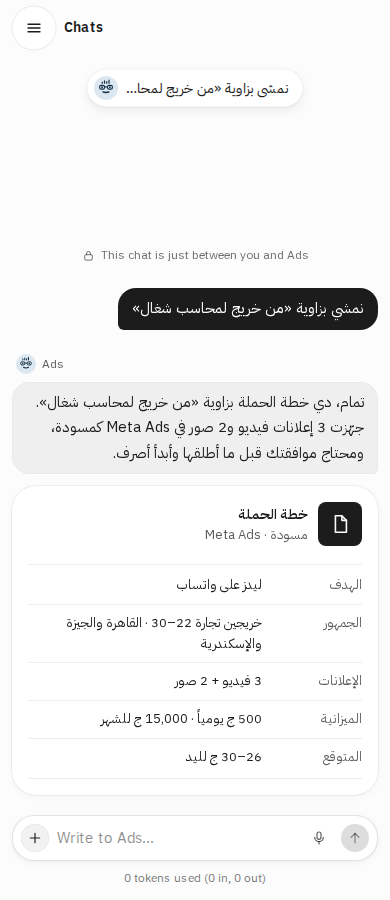 Chats
نمشي بزاوية «من خريج لمحا...
This chat is just between you and Ads
نمشي بزاوية «من خريج لمحاسب شغال»
Ads
تمام، دي خطة الحملة بزاوية «من خريج لمحاسب شغال».
جهّزت 3 إعلانات فيديو و2 صور في Meta Ads كمسودة،
ومحتاج موافقتك قبل ما أطلقها وأبدأ أصرف.
خطة الحملة
مسودة · Meta Ads
الهدف
ليدز على واتساب
الجمهور
خريجين تجارة 22–30 · القاهرة والجيزة
والإسكندرية
الإعلانات
3 فيديو + 2 صور
الميزانية
500 ج يومياً · 15,000 ج للشهر
المتوقع
26–30 ج لليد
Write to Ads...
0 tokens used (0 in, 0 out)